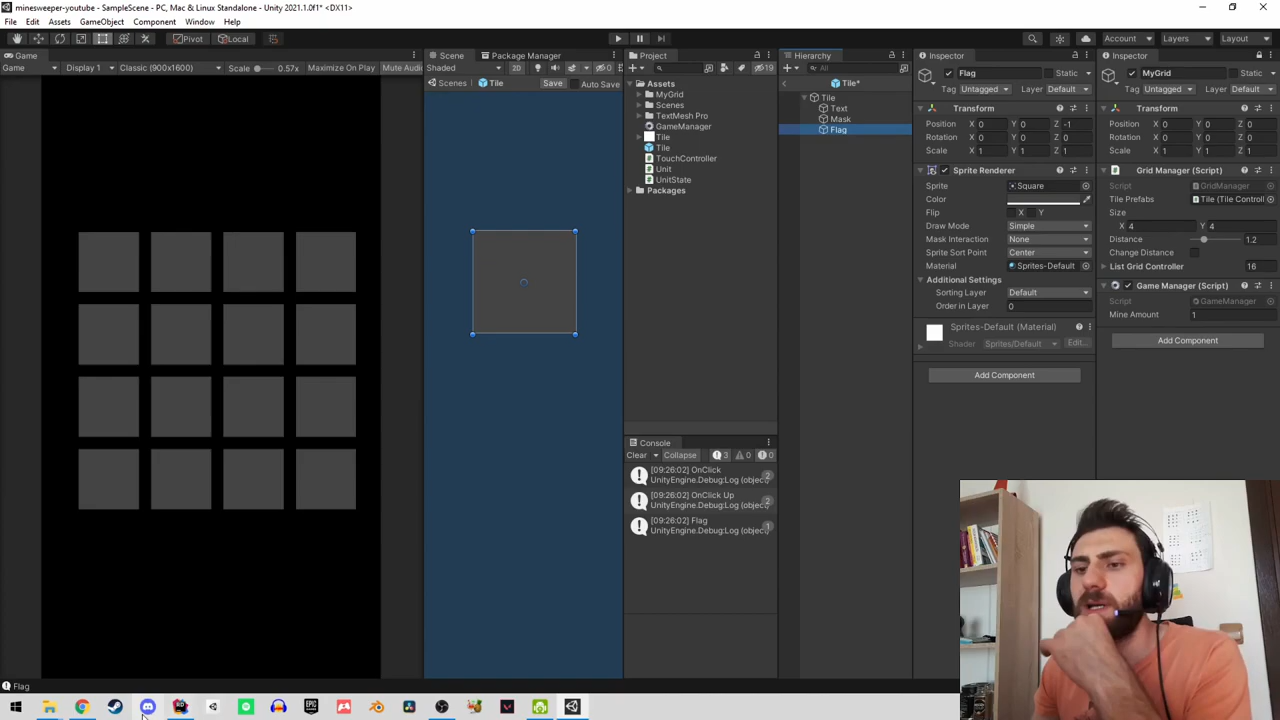 minesweeper-youtube - SampleScene - PC, Mac & Linux Standalone - Unity 2021.1.0f1* <DX11>
File Edit Assets GameObject Component Window Help
Pivot Local Account Layers Layout
Game
Game Display 1 Classic (900x1600) Scale 0.57x Maximize On Play Mute Audi
Scene Package Manager
Shaded 2D 0
Scenes Tile Save Auto Save
Project
19
Assets
MyGrid
Scenes
TextMesh Pro
GameManager
Tile
Tile
TouchController
Unit
UnitState
Packages
Console
Clear Collapse 3 0 0
[09:26:02] OnClick
UnityEngine.Debug:Log (object) 2
[09:26:02] OnClick Up
UnityEngine.Debug:Log (object) 2
[09:26:02] Flag
UnityEngine.Debug:Log (object) 1
Hierarchy
All
Tile*
Tile
Text
Mask
Flag
Inspector
Flag Static
Tag Untagged Layer Default
Transform
Position X 0 Y 0 Z -1
Rotation X 0 Y 0 Z 0
Scale X 1 Y 1 Z 1
Sprite Renderer
Sprite Square
Color
Flip X Y
Draw Mode Simple
Mask Interaction None
Sprite Sort Point Center
Material Sprites-Default
Additional Settings
Sorting Layer Default
Order in Layer 0
Sprites-Default (Material)
Shader Sprites/Default Edit...
Add Component
Inspector
MyGrid Static
Tag Untagged Layer Default
Transform
Position X 0 Y 0 Z 0
Rotation X 0 Y 0 Z 0
Scale X 1 Y 1 Z 1
Grid Manager (Script)
Script GridManager
Tile Prefabs Tile (Tile Controll
Size
X 4 Y 4
Distance 1.2
Change Distance
List Grid Controller 16
Game Manager (Script)
Script GameManager
Mine Amount 1
Add Component
Flag